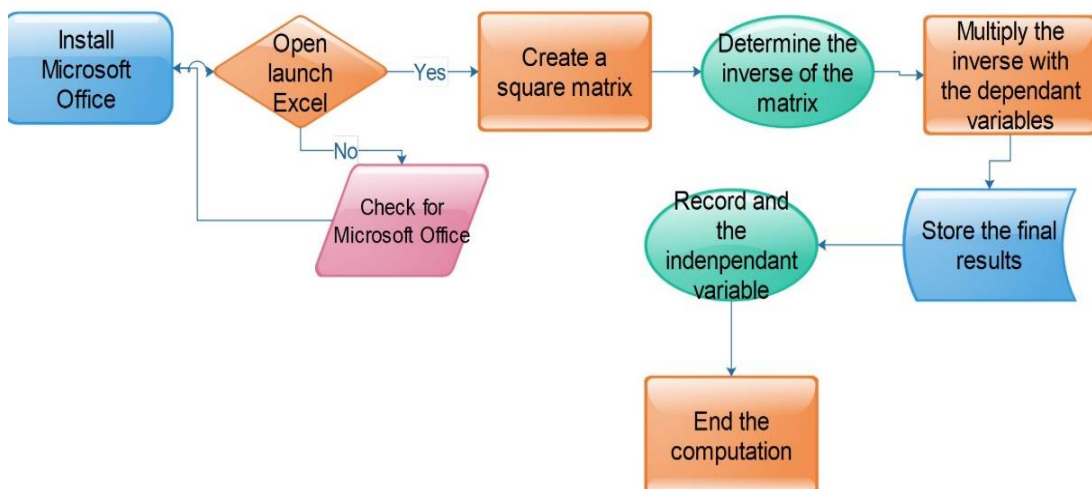 Install
Microsoft
Office
Open
launch
Excel
Yes
Create a
square matrix
Determine the
inverse of the
matrix
Multiply the
inverse with
the dependant
variables
No
Check for
Microsoft Office
Record and
the
indenpendant
variable
Store the final
results
End the
computation